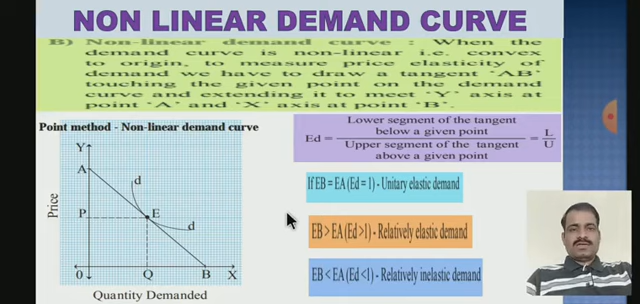 NON LINEAR DEMAND CURVE
B) Non-linear demand curve : When the
demand curve is non-linear i.e. convex
to origin, to measure price elasticity of
demand we have to draw a tangent 'AB'
touching the given point on the demand
curve and extending it to meet 'Y' axis at
point 'A' and 'X' axis at point 'B'.
Point method - Non-linear demand curve
Y
A
d
P
E
d
0
Q
B
X
Price
Quantity Demanded
Lower segment of the tangent
below a given point
Ed =
Upper segment of the tangent
above a given point
= L
U
If EB = EA (Ed = 1) - Unitary elastic demand
EB > EA (Ed >1) - Relatively elastic demand
EB < EA (Ed <1) - Relatively inelastic demand